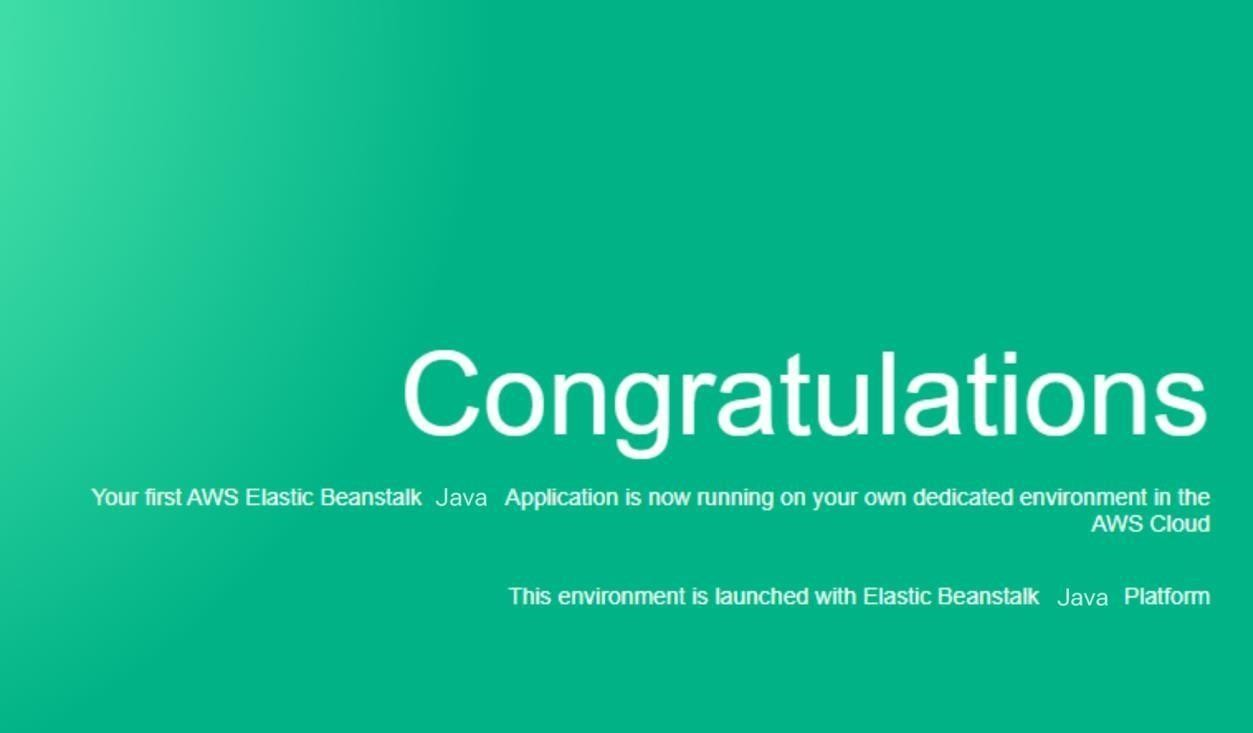 Congratulations
Your first AWS Elastic Beanstalk Java Application is now running on your own dedicated environment in the
AWS Cloud
This environment is launched with Elastic Beanstalk Java Platform